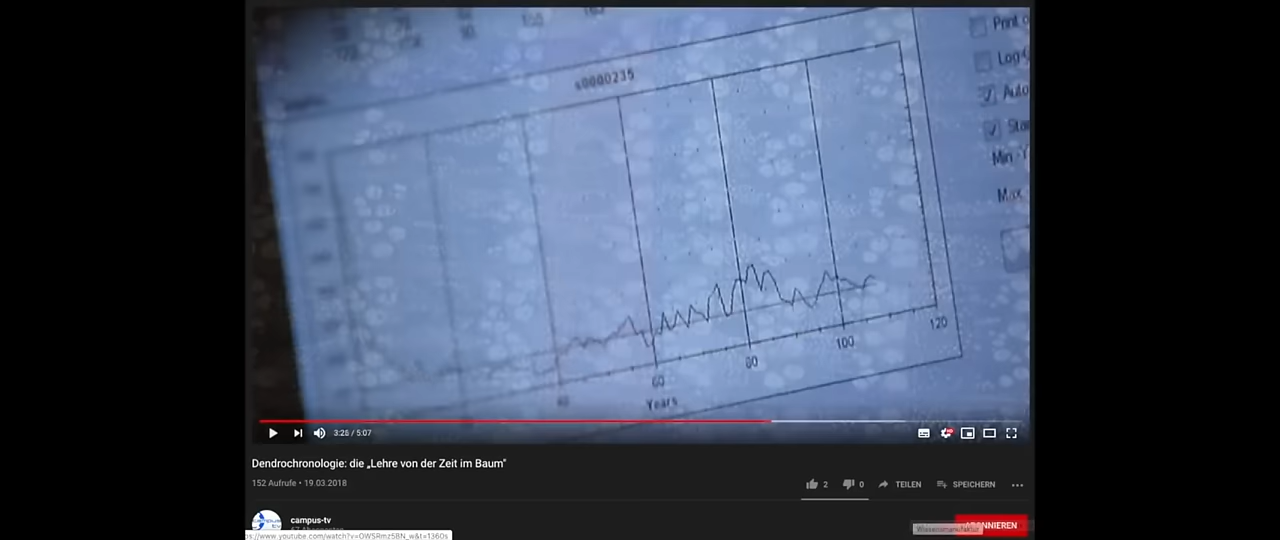 s0000235
Print
Log
Auto
Min
Max
60
80
100
120
Years
3:25 / 5:07
Dendrochronologie: die „Lehre von der Zeit im Baum"
152 Aufrufe • 19.03.2018
2
0
TEILEN
SPEICHERN
campus-tv
Wissensmanufaktur